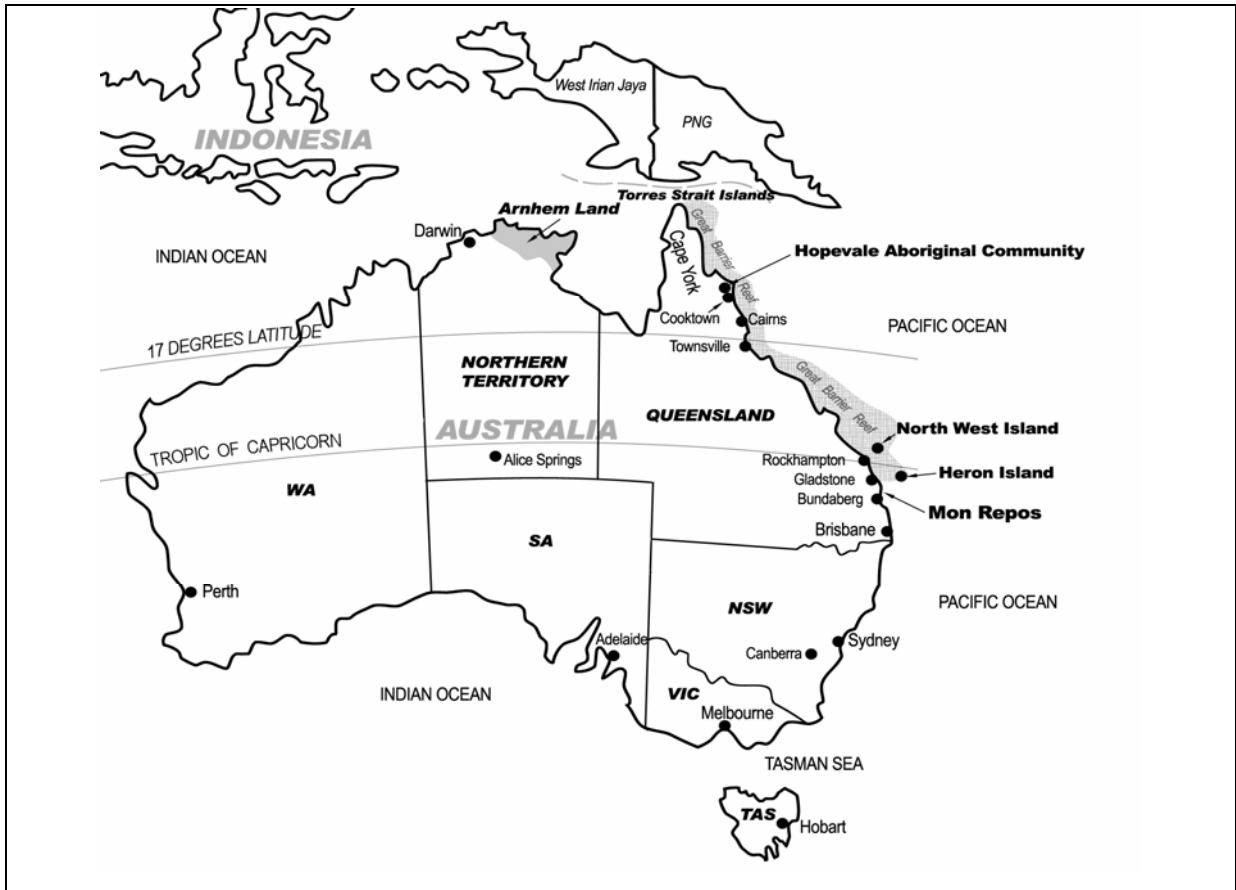 West Irian Jaya
PNG
INDONESIA
Torres Strait Islands
Arnhem Land
Great Barrier Reef
Darwin
Cape York
Hopevale Aboriginal Community
INDIAN OCEAN
Cooktown
Cairns
PACIFIC OCEAN
17 DEGREES LATITUDE
Townsville
NORTHERN
TERRITORY
Great Barrier Reef
QUEENSLAND
AUSTRALIA
North West Island
TROPIC OF CAPRICORN
Alice Springs
Rockhampton
Heron Island
Gladstone
WA
Bundaberg
Mon Repos
Brisbane
SA
Perth
PACIFIC OCEAN
NSW
Adelaide
Sydney
Canberra
INDIAN OCEAN
VIC
Melbourne
TASMAN SEA
TAS
Hobart